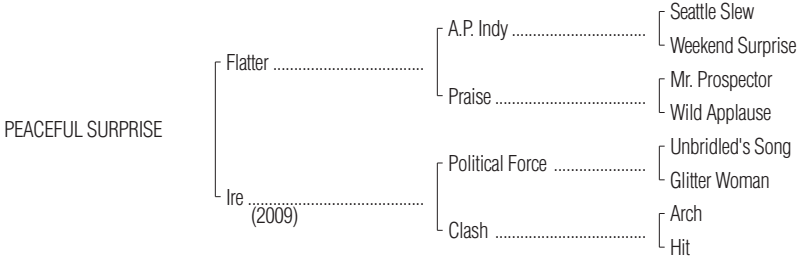 Seattle Slew
A.P. Indy ....................................
Weekend Surprise
Flatter ........................................
Mr. Prospector
Praise ........................................
Wild Applause
PEACEFUL SURPRISE
Unbridled's Song
Political Force .........................
Glitter Woman
Ire ...............................................
(2009)
Arch
Clash ........................................
Hit